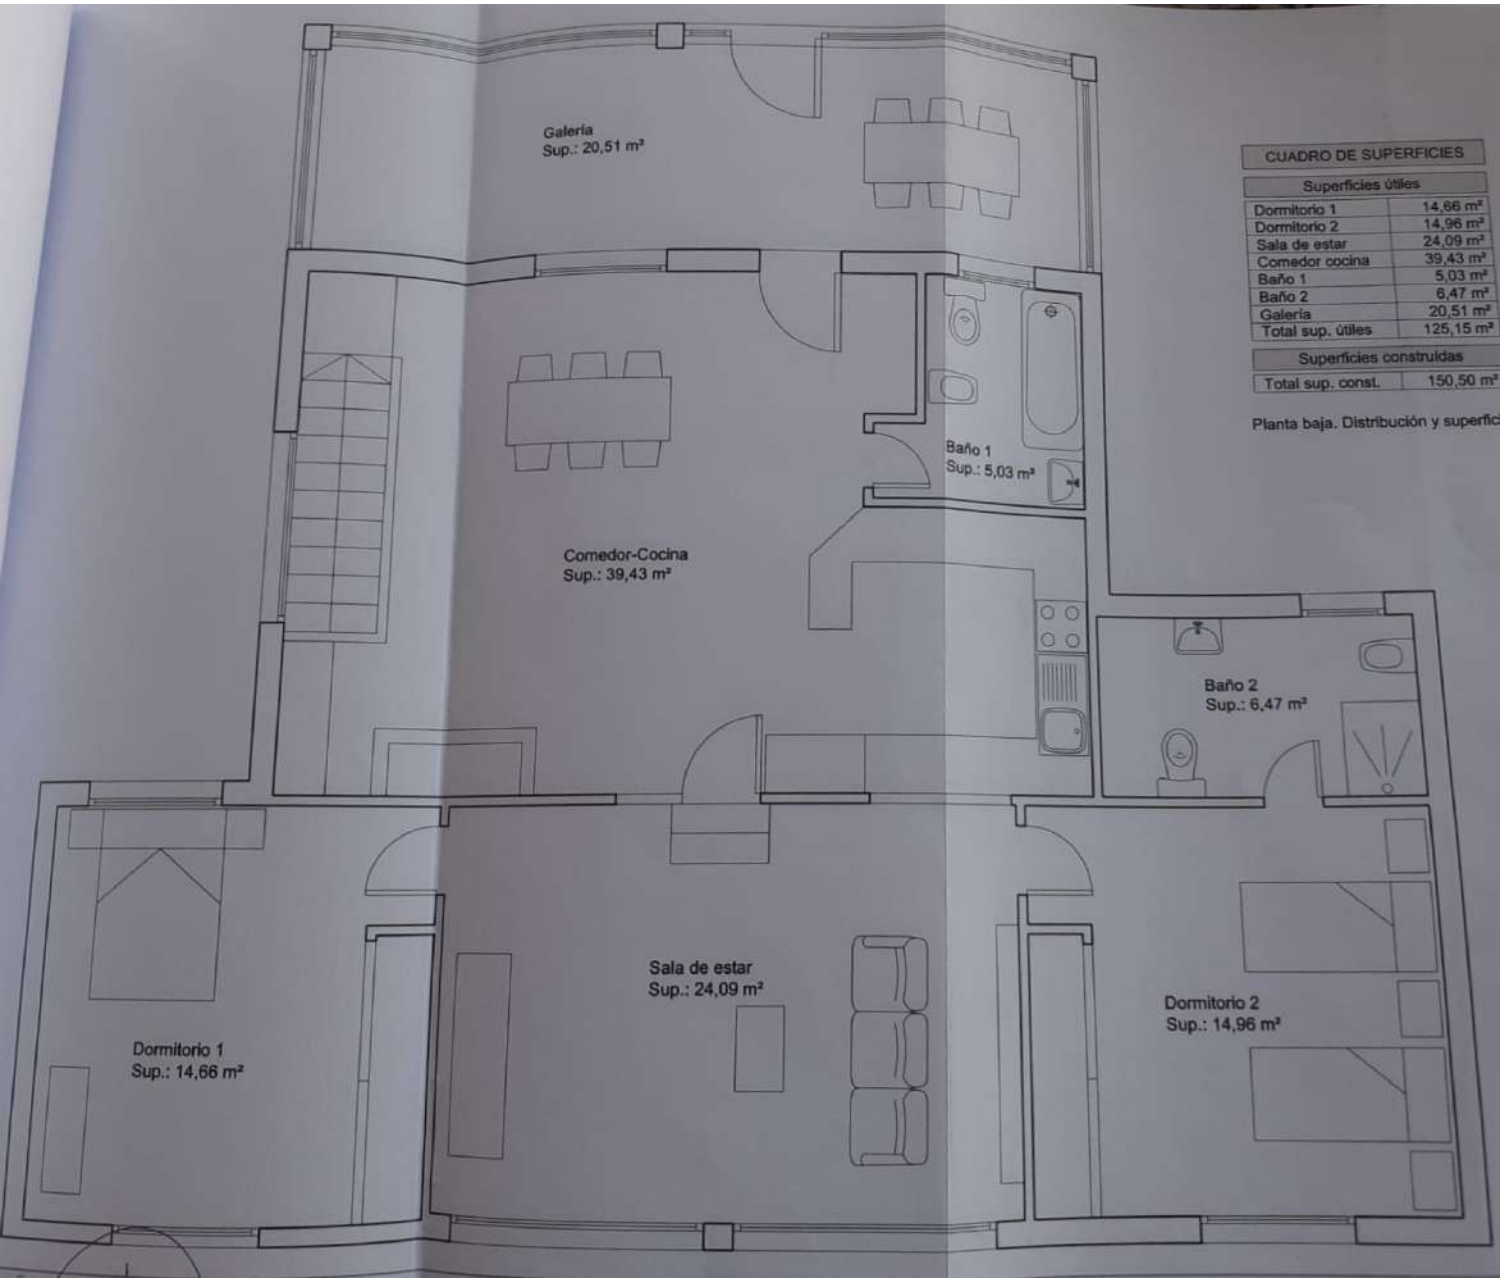 Galería
Sup.: 20,51 m²
CUADRO DE SUPERFICIES
Superficies útiles
Dormitorio 1 14,66 m²
Dormitorio 2 14,96 m²
Sala de estar 24,09 m²
Comedor cocina 39,43 m²
Baño 1 5,03 m²
Baño 2 6,47 m²
Galería 20,51 m²
Total sup. útiles 125,15 m²
Superficies construidas
Total sup. const. 150,50 m²
Planta baja. Distribución y superfici
Baño 1
Sup.: 5,03 m²
Comedor-Cocina
Sup.: 39,43 m²
Baño 2
Sup.: 6,47 m²
Sala de estar
Sup.: 24,09 m²
Dormitorio 2
Sup.: 14,96 m²
Dormitorio 1
Sup.: 14,66 m²